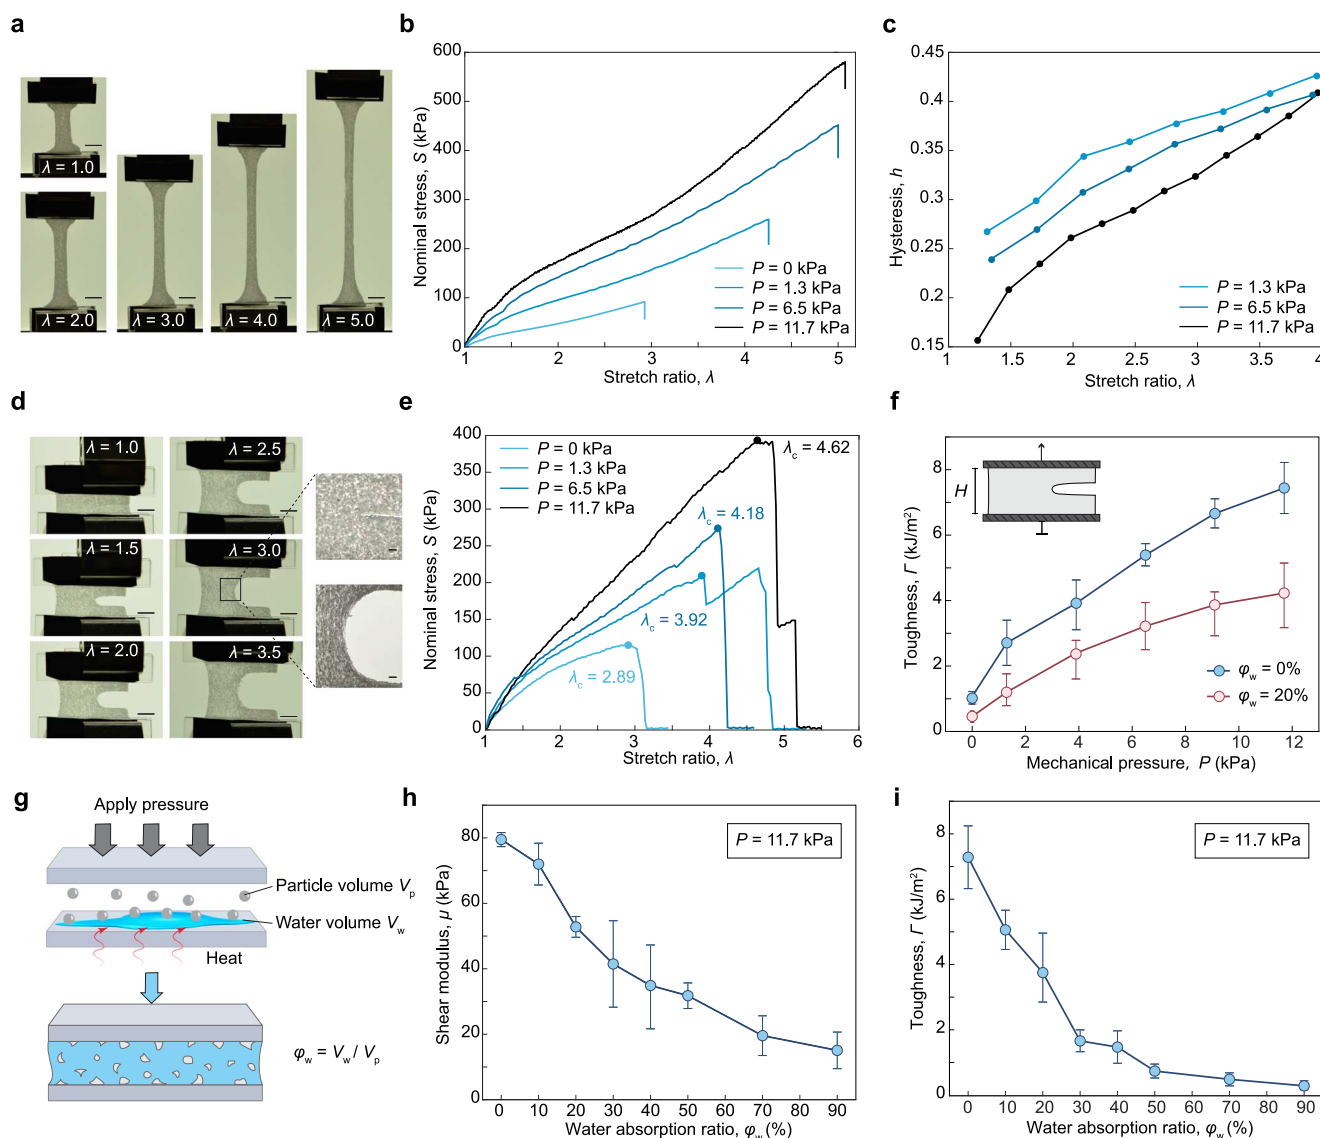 a
λ = 1.0
λ = 2.0
λ = 3.0
λ = 4.0
λ = 5.0
b
Nominal stress, S (kPa)
600
500
400
300
200
100
0
1
2
3
4
5
Stretch ratio, λ
P = 0 kPa
P = 1.3 kPa
P = 6.5 kPa
P = 11.7 kPa
c
Hysteresis, h
0.45
0.4
0.35
0.3
0.25
0.2
0.15
1
1.5
2
2.5
3
3.5
4
Stretch ratio, λ
P = 1.3 kPa
P = 6.5 kPa
P = 11.7 kPa
d
λ = 1.0
λ = 2.5
λ = 1.5
λ = 3.0
λ = 2.0
λ = 3.5
e
Nominal stress, S (kPa)
400
350
300
250
200
150
100
50
0
1
2
3
4
5
6
Stretch ratio, λ
P = 0 kPa
P = 1.3 kPa
P = 6.5 kPa
P = 11.7 kPa
λc = 4.62
λc = 4.18
λc = 3.92
λc = 2.89
f
Toughness, Γ (kJ/m²)
8
6
4
2
0
0
2
4
6
8
10
12
Mechanical pressure, P (kPa)
H
φw = 0%
φw = 20%
g
Apply pressure
Particle volume Vp
Water volume Vw
Heat
φw = Vw / Vp
h
Shear modulus, μ (kPa)
80
60
40
20
0
0 10 20 30 40 50 60 70 80 90
Water absorption ratio, φw (%)
P = 11.7 kPa
i
Toughness, Γ (kJ/m²)
8
6
4
2
0
0 10 20 30 40 50 60 70 80 90
Water absorption ratio, φw (%)
P = 11.7 kPa